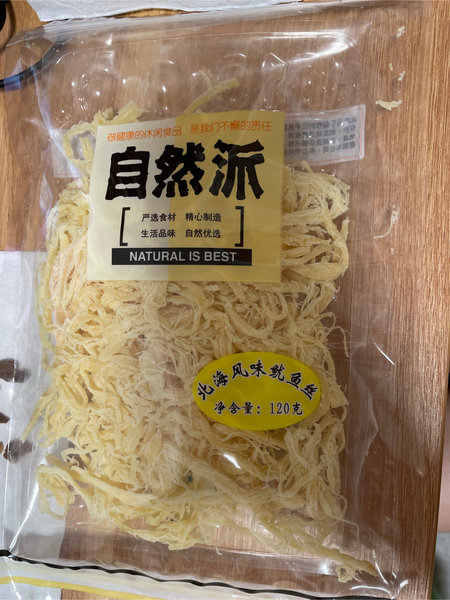 做健康的休闲食品 是我们不懈的责任
自然派
严选食材 精心制造
生活品味 自然优选
NATURAL IS BEST
北海风味鱿鱼丝
净含量：120克